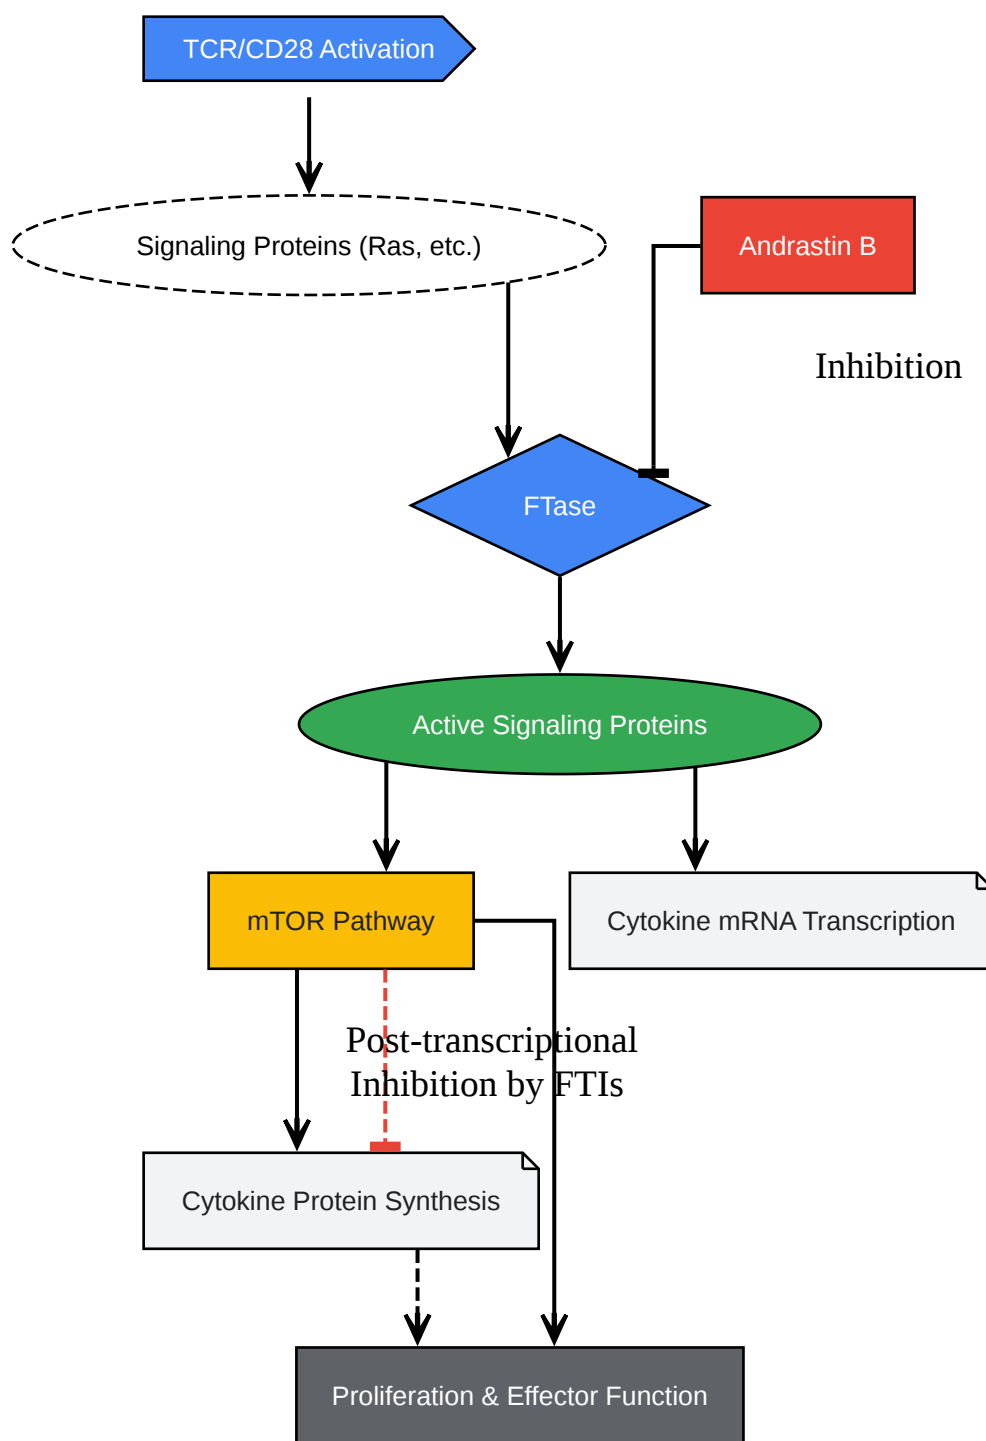 TCR/CD28 Activation
Signaling Proteins (Ras, etc.)
Andrastin B
Inhibition
FTase
Active Signaling Proteins
mTOR Pathway
Cytokine mRNA Transcription
Post-transcriptional
Inhibition by FTIs
Cytokine Protein Synthesis
Proliferation & Effector Function